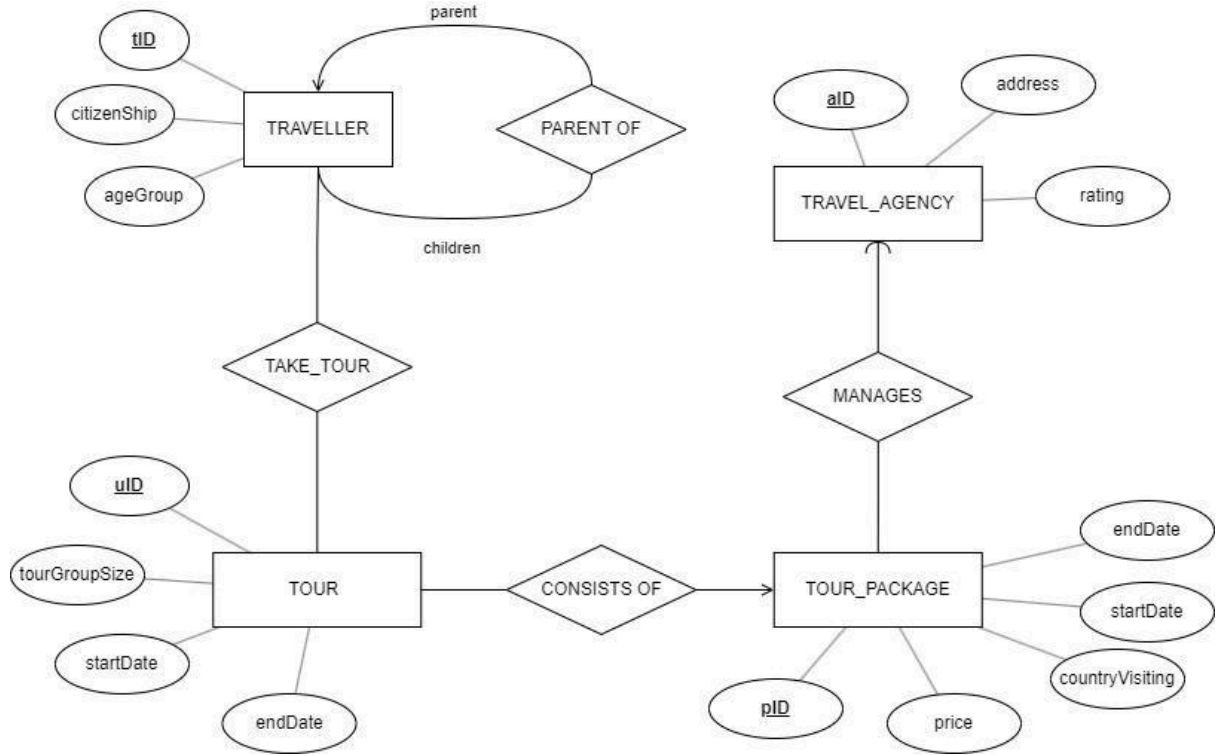 parent
tID
address
aID
citizenShip
TRAVELLER
PARENT OF
ageGroup
TRAVEL_AGENCY
rating
children
TAKE_TOUR
MANAGES
uID
endDate
tourGroupSize
TOUR
CONSISTS OF
TOUR_PACKAGE
startDate
startDate
countryVisiting
endDate
pID
price